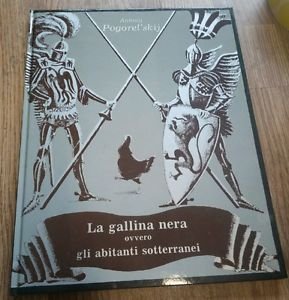 Antonij
Pogorel'skij
La gallina nera
ovvero
gli abitanti sotterranei